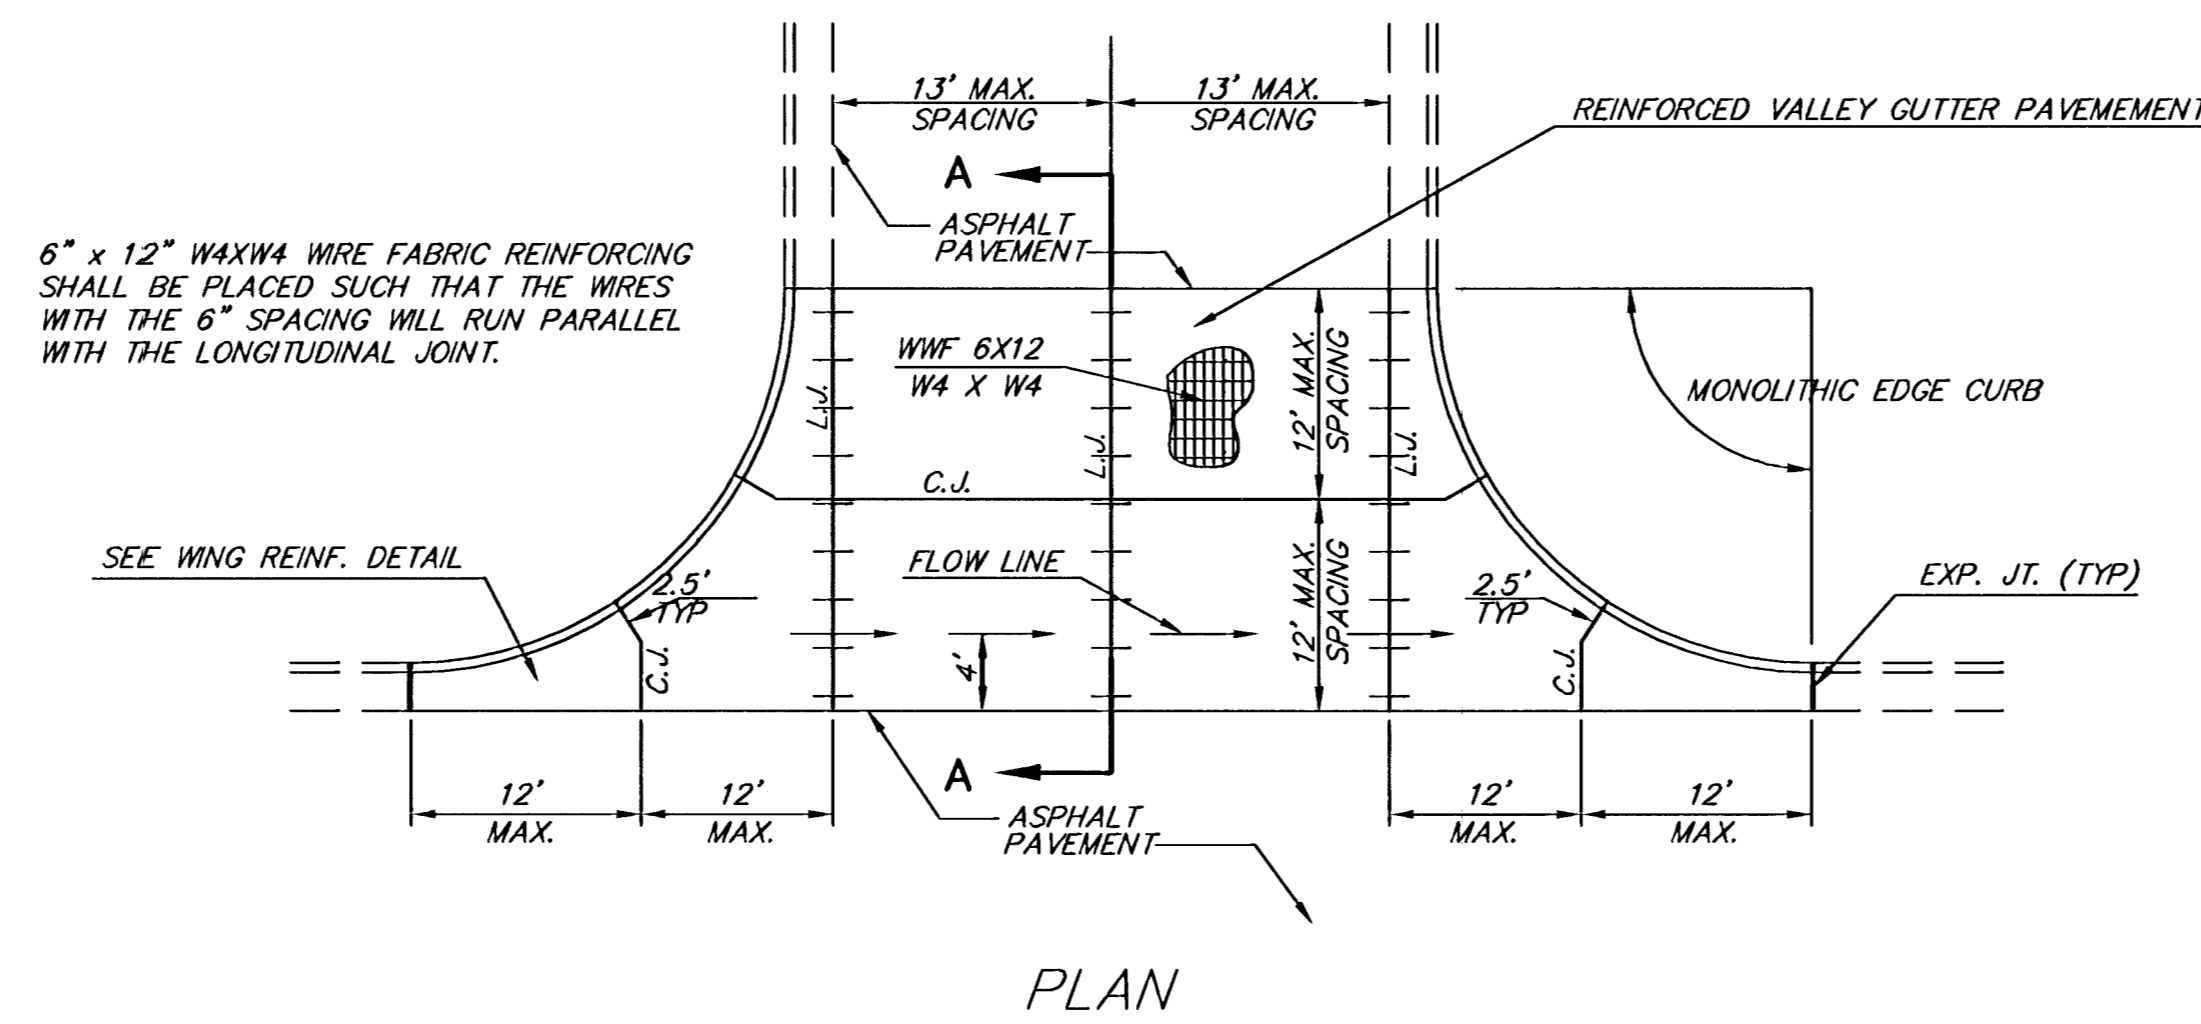 13' MAX.
SPACING
13' MAX.
SPACING
REINFORCED VALLEY GUTTER PAVEMEMENT
A
ASPHALT
PAVEMENT
6" x 12" W4XW4 WIRE FABRIC REINFORCING
SHALL BE PLACED SUCH THAT THE WIRES
WITH THE 6" SPACING WILL RUN PARALLEL
WITH THE LONGITUDINAL JOINT.
WWF 6X12
W4 X W4
12' MAX.
SPACING
MONOLITHIC EDGE CURB
L.J.
L.J.
L.J.
C.J.
SEE WING REINF. DETAIL
2.5'
TYP
FLOW LINE
12' MAX.
SPACING
2.5'
TYP
EXP. JT. (TYP)
C.J.
4'
C.J.
12'
MAX.
12'
MAX.
A
ASPHALT
PAVEMENT
12'
MAX.
12'
MAX.
PLAN